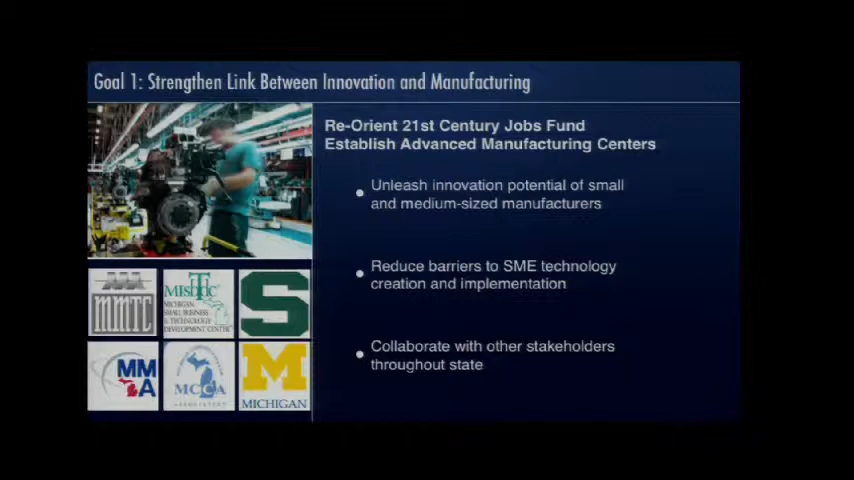 Goal 1: Strengthen Link Between Innovation and Manufacturing
Re-Orient 21st Century Jobs Fund
Establish Advanced Manufacturing Centers
Unleash innovation potential of small
and medium-sized manufacturers
Reduce barriers to SME technology
creation and implementation
Collaborate with other stakeholders
throughout state
MMTC
MICHIGAN
SMALL BUSINESS
& TECHNOLOGY
DEVELOPMENT CENTER
S
MM
A
MCCA
ASSOCIATION
M
MICHIGAN